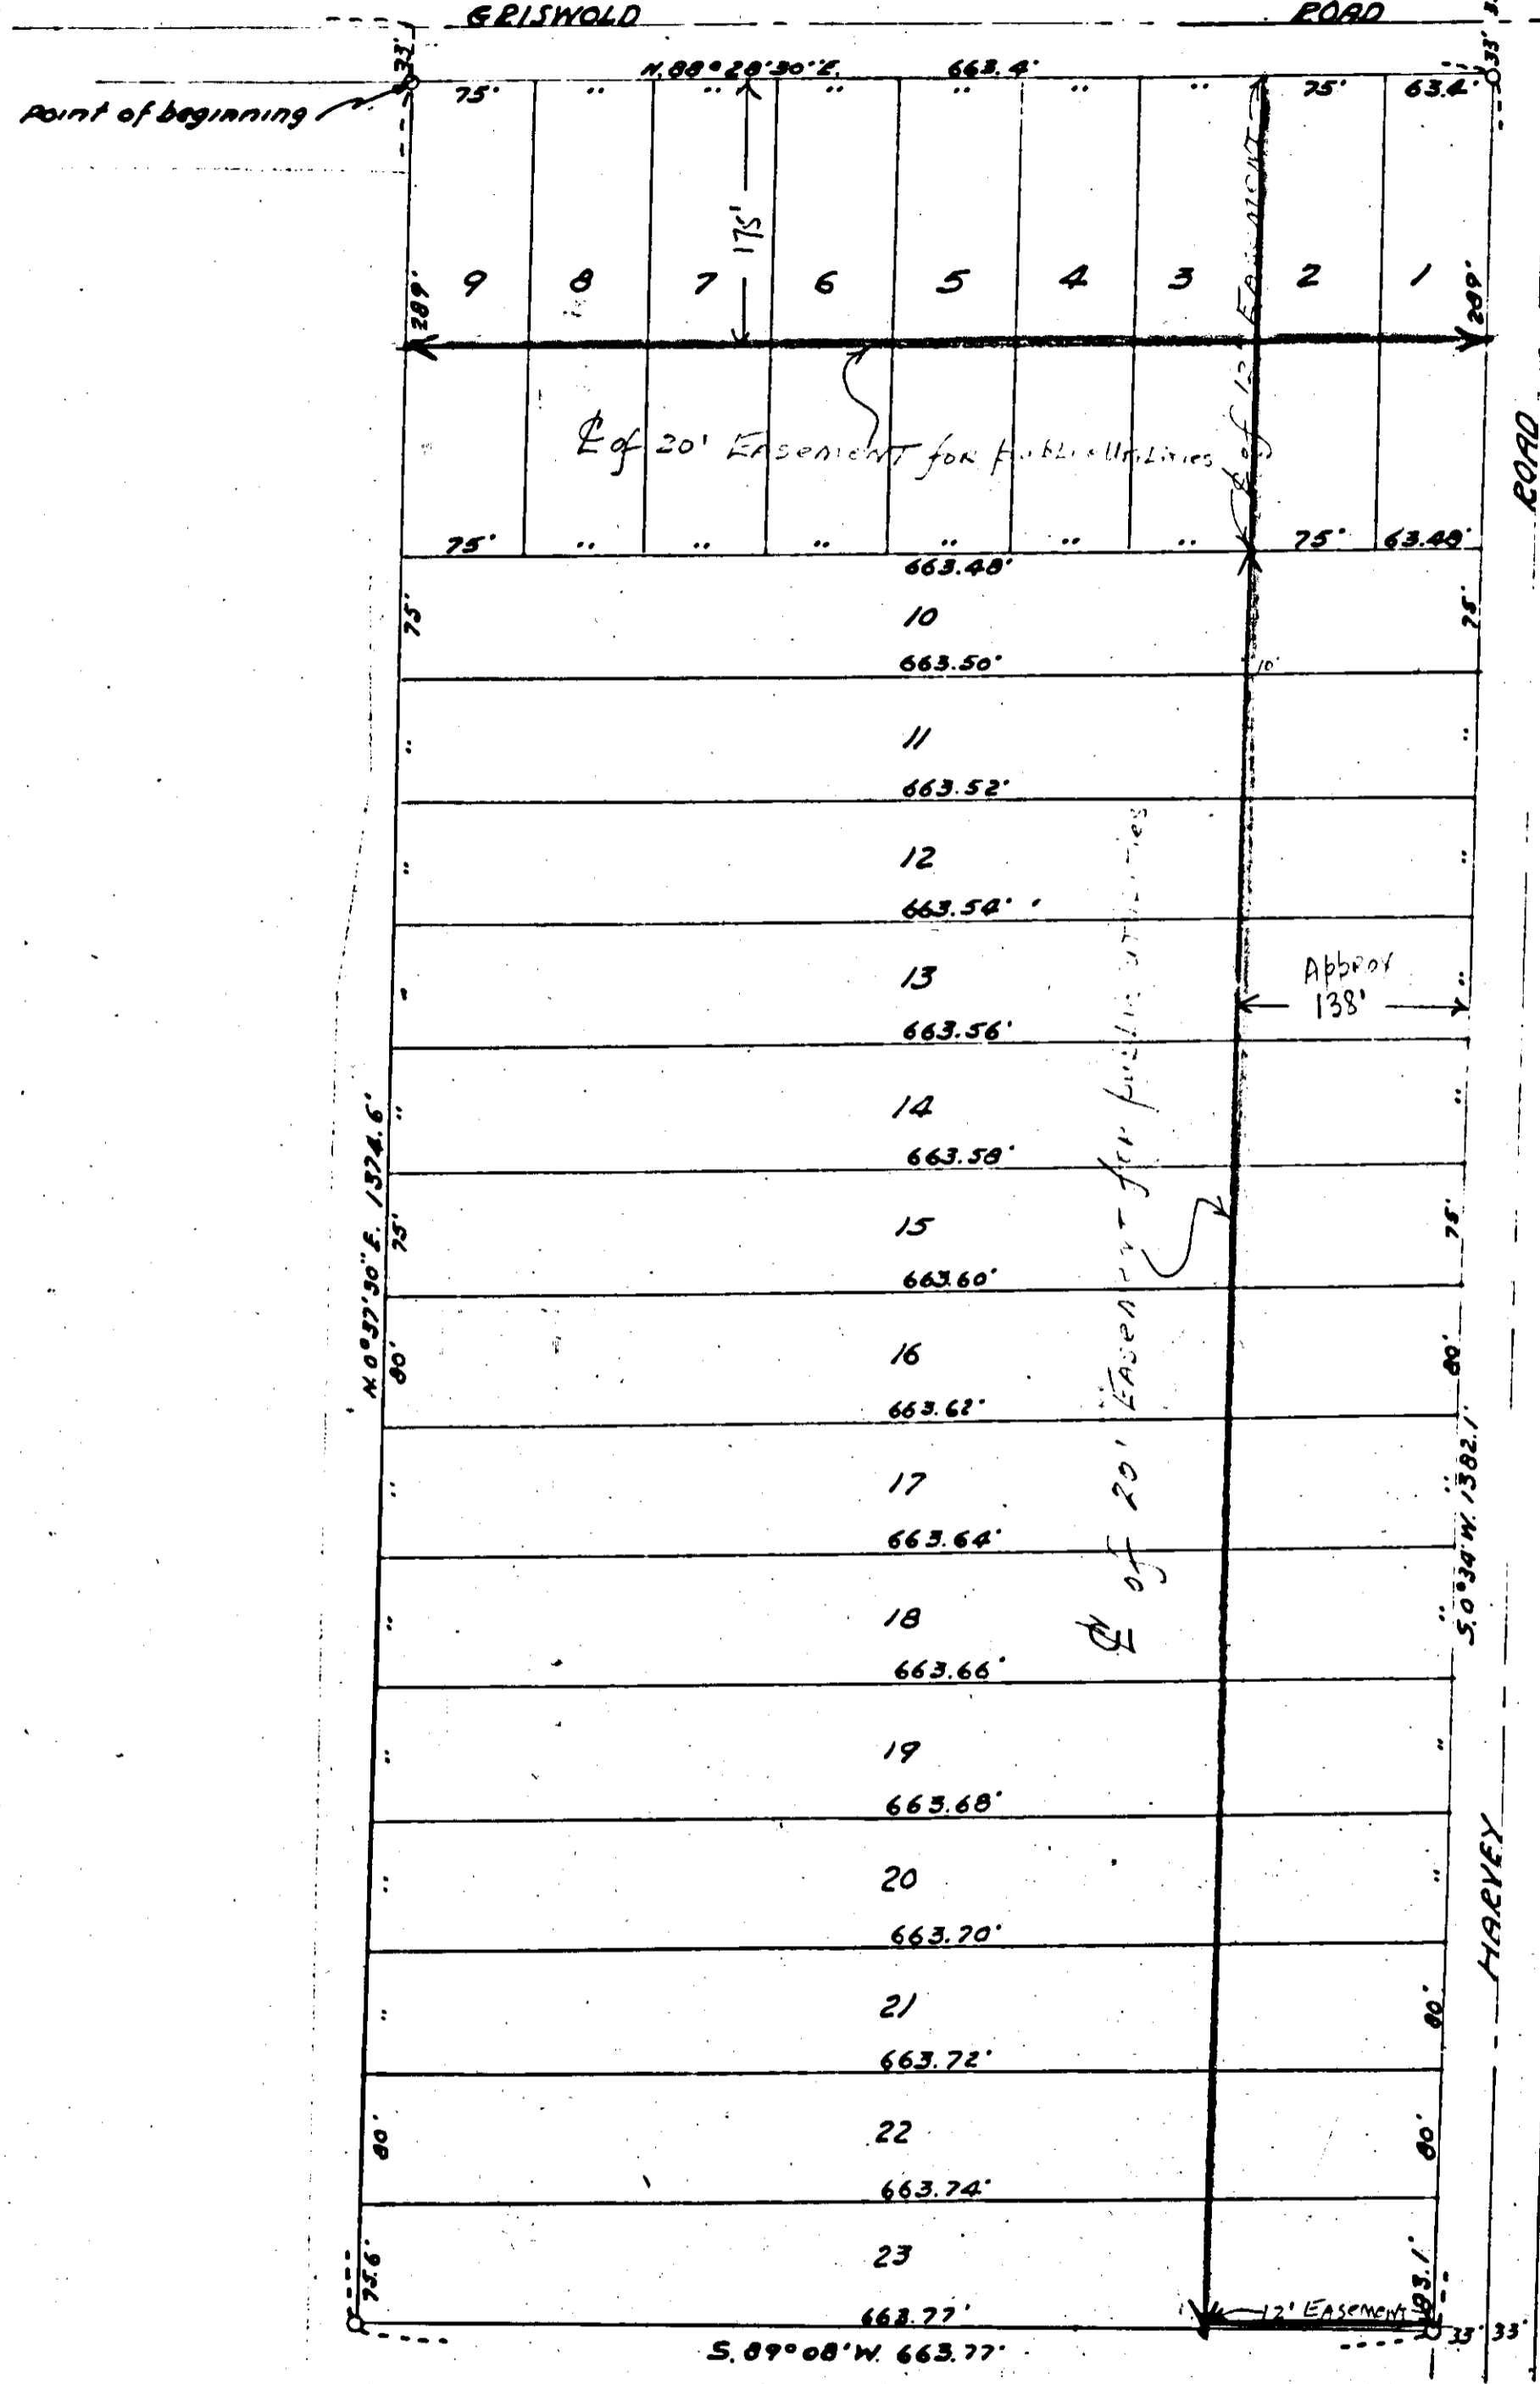 GRISWOLD ROAD
33' 33'
N. 88° 28' 30" E. 663.4'
Point of beginning
75' " " " " " " 75' 63.4'
175'
289' 9 8 7 6 5 4 3 2 1 289'
℄ of 12' EASEMENT
℄ of 20' EASEMENT for public Utilities
ROAD
75' " " " " " " 75' 63.48'
663.48'
75' 10 75'
663.50' 10'
" 11 "
663.52'
" 12 "
663.54'
" 13 "
Approx
138'
663.56'
" 14 "
663.58'
75' 15 75'
663.60'
N. 0° 37' 30" E. 1374.6'
80' 16 80'
663.62'
℄ of 20' EASEMENT for public utilities
" 17 "
663.64'
S. 0° 34' W. 1382.1'
" 18 "
663.66'
" 19 "
663.68'
HARVEY
" 20 "
663.70'
" 21 80'
663.72'
80' 22 80'
663.74'
75.6' 23 93.1'
663.77' 12' EASEMENT
33' 33'
S. 89° 08' W. 663.77'